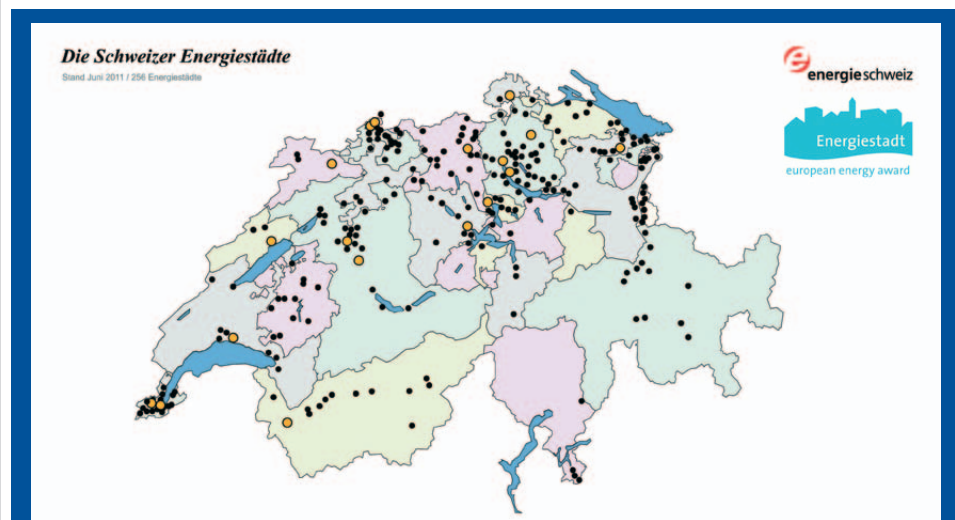 Die Schweizer Energiestädte
Stand Juni 2011 / 256 Energiestädte
energieschweiz
Energiestadt
european energy award